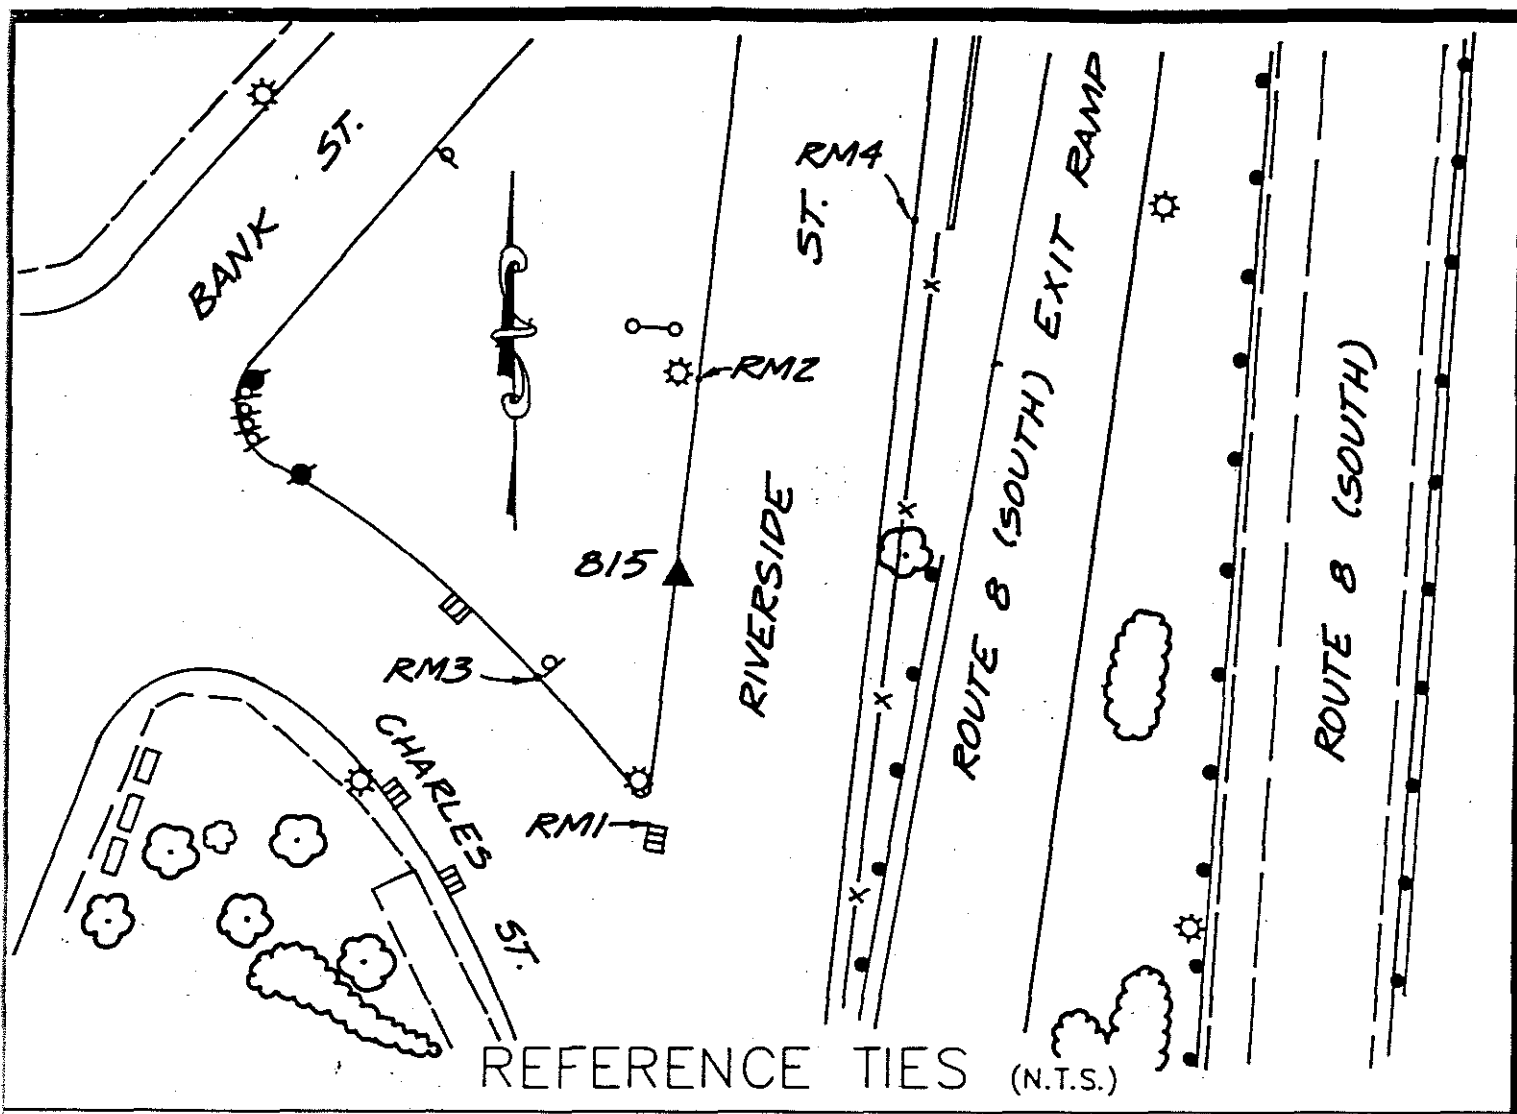 BANK ST.
RM4
ST.
RIVERSIDE
RM2
815
RM3
CHARLES ST.
RM1
ROUTE 8 (SOUTH) EXIT RAMP
ROUTE 8 (SOUTH)
REFERENCE TIES (N.T.S.)